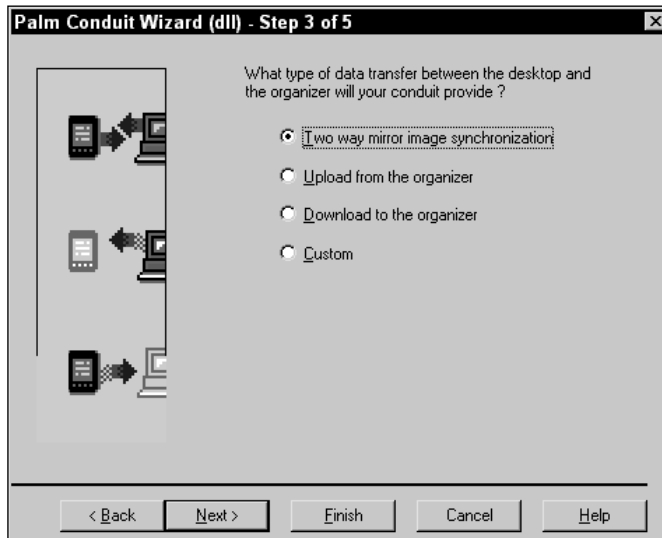 Palm Conduit Wizard (dll) - Step 3 of 5
What type of data transfer between the desktop and
the organizer will your conduit provide ?
Two way mirror image synchronization
Upload from the organizer
Download to the organizer
Custom
< Back Next > Finish Cancel Help